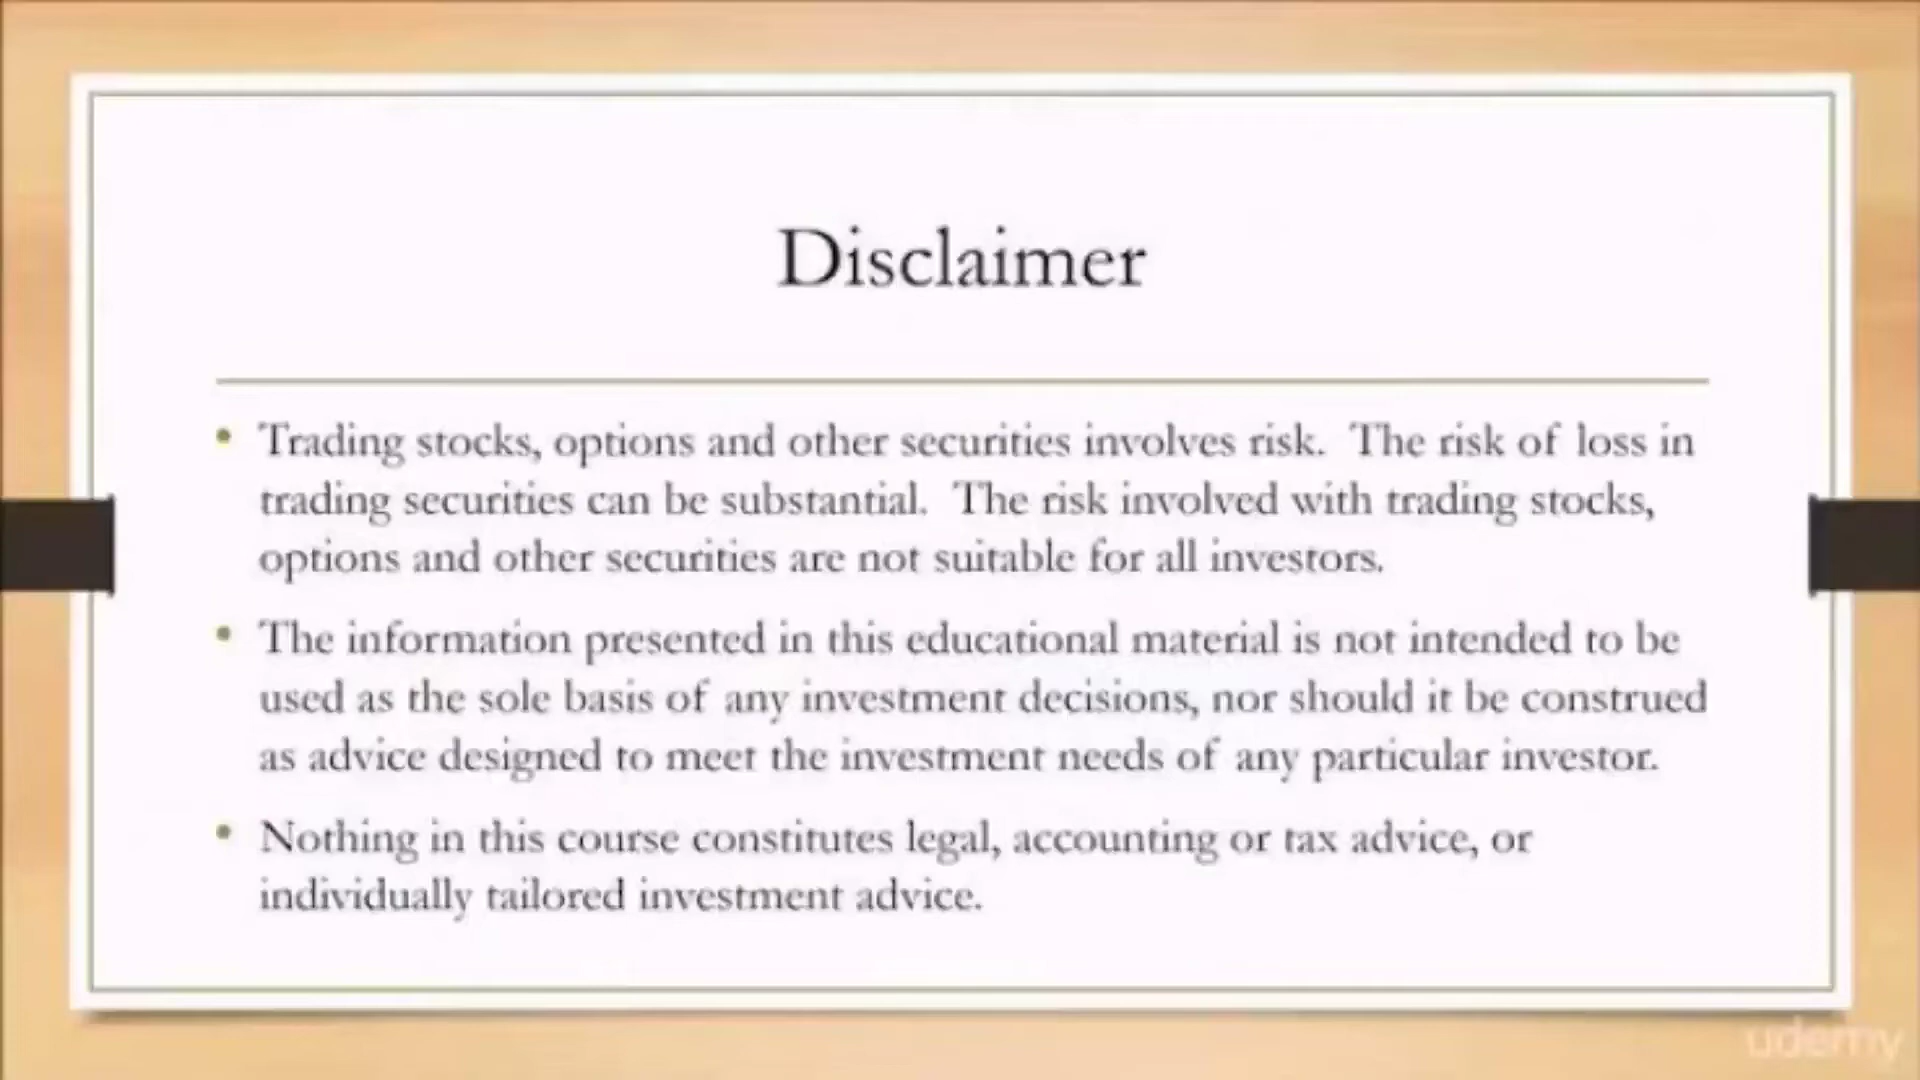 Disclaimer
• Trading stocks, options and other securities involves risk.  The risk of loss in
trading securities can be substantial.  The risk involved with trading stocks,
options and other securities are not suitable for all investors.
• The information presented in this educational material is not intended to be
used as the sole basis of any investment decisions, nor should it be construed
as advice designed to meet the investment needs of any particular investor.
• Nothing in this course constitutes legal, accounting or tax advice, or
individually tailored investment advice.
udemy